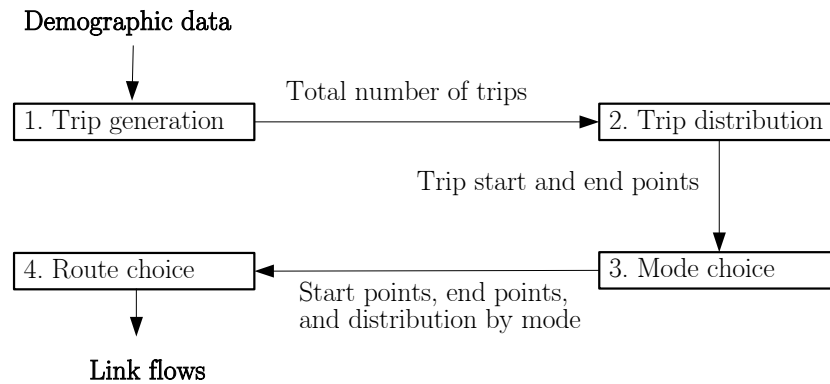 Demographic data
1. Trip generation
Total number of trips
2. Trip distribution
Trip start and end points
3. Mode choice
Start points, end points,
and distribution by mode
4. Route choice
Link flows